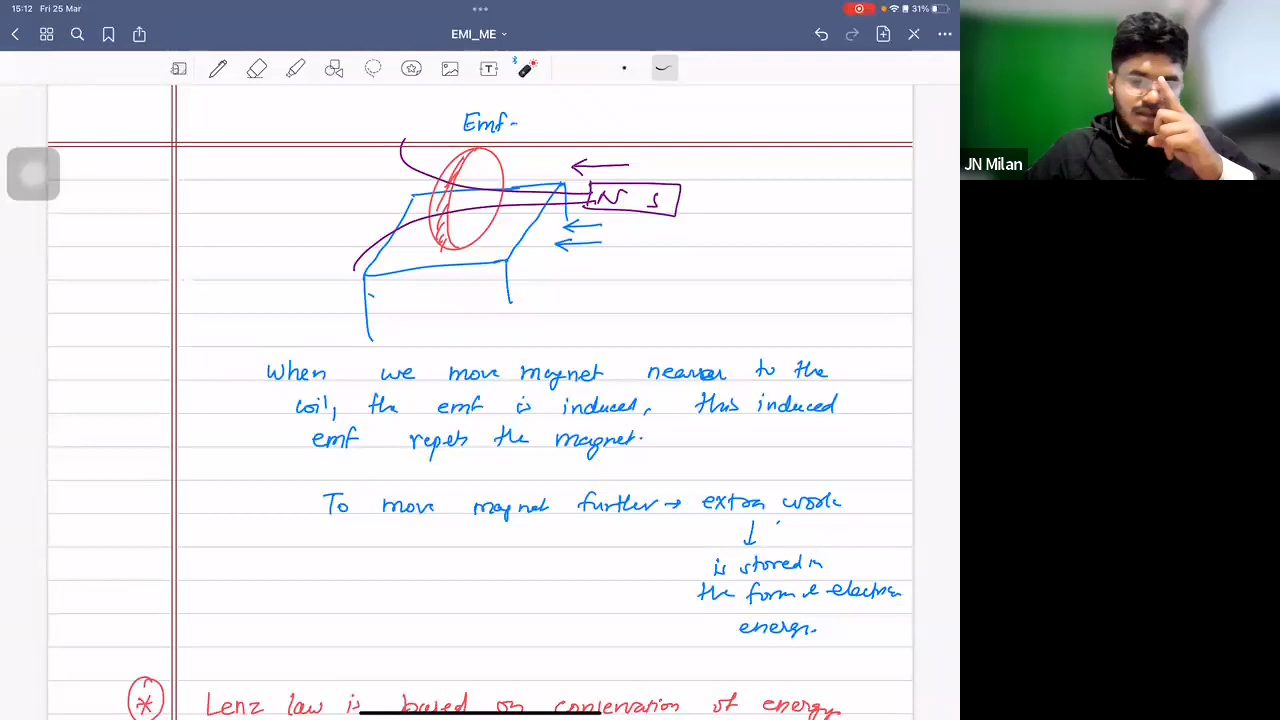 15:12 Fri 25 Mar
31%
EMI_ME
JN Milan
Emf-
N S
When we move magnet nearer to the
coil, the emf is induced, this induced
emf repels the magnet.
To move magnet further → extra work
↓
is stored in
the form of
energy.
* Lenz law is based on conservation of energy